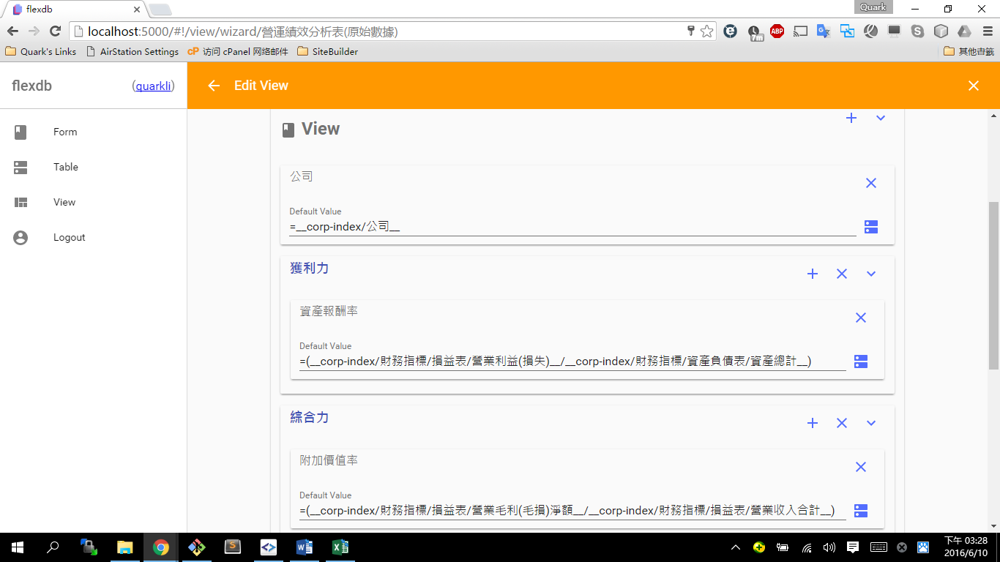 flexdb
Quark
localhost:5000/#!/view/wizard/營運績效分析表(原始數據)
7m
ABP
Quark's Links
AirStation Settings
cP
访问 cPanel 网络邮件
SiteBuilder
其他書籤
flexdb
(quarkli)
Edit View
Form
Table
View
Logout
View
公司
Default Value
=__corp-index/公司__
獲利力
資產報酬率
Default Value
=(__corp-index/財務指標/損益表/營業利益(損失)__/__corp-index/財務指標/資產負債表/資產總計__)
綜合力
附加價值率
Default Value
=(__corp-index/財務指標/損益表/營業毛利(毛損)淨額__/__corp-index/財務指標/損益表/營業收入合計__)
下午 03:28
2016/6/10